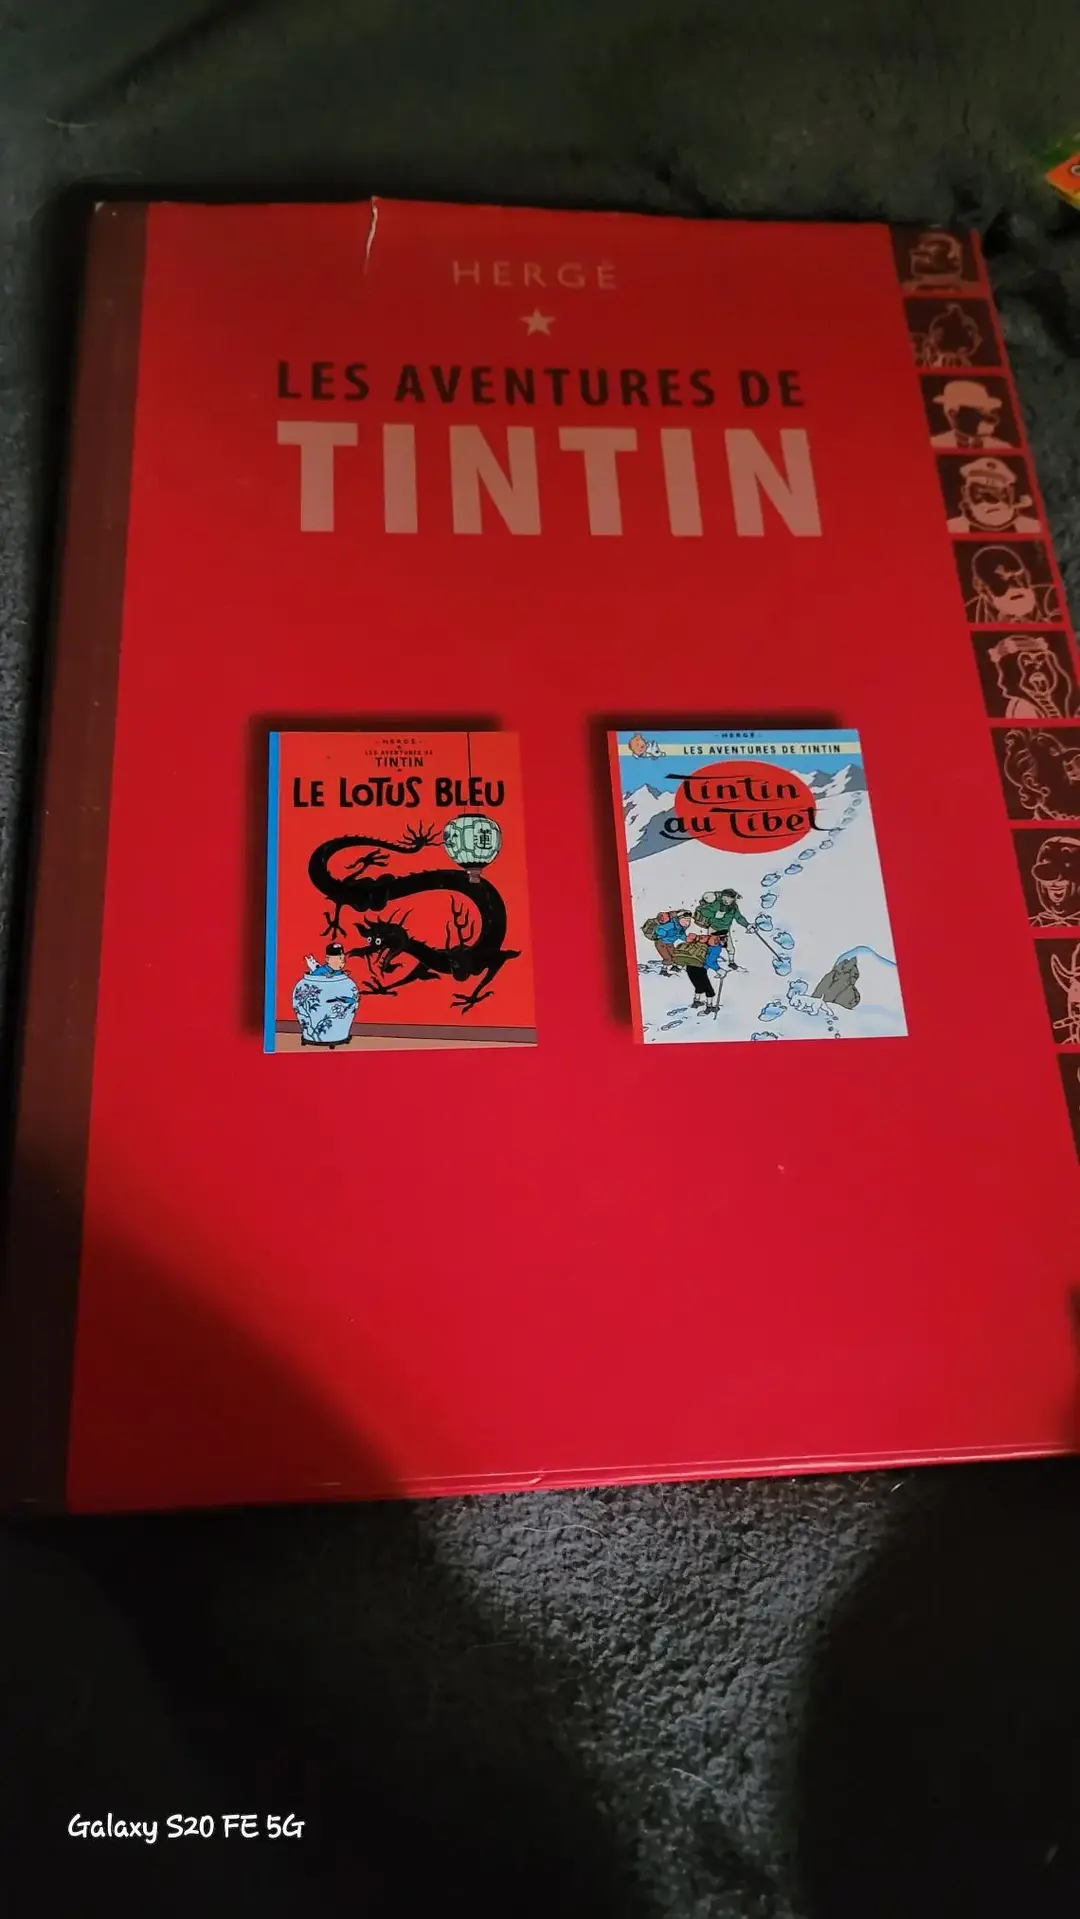 HERGÉ
LES AVENTURES DE
TINTIN
- HERGÉ -
LES AVENTURES DE
TINTIN
LE LOTUS BLEU
蓮
- HERGÉ -
LES AVENTURES DE TINTIN
Tintin
au Tibet
Galaxy S20 FE 5G